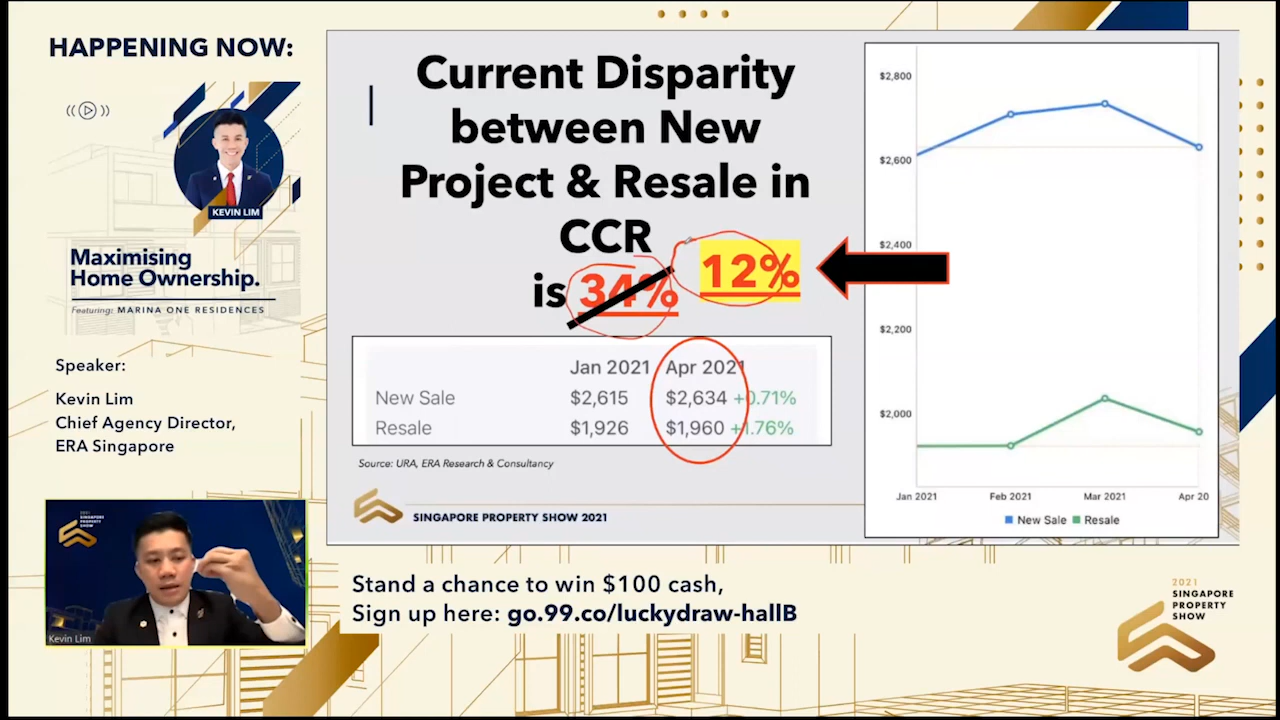 HAPPENING NOW:
KEVIN LIM
Maximising
Home Ownership.
Featuring: MARINA ONE RESIDENCES
Speaker:
Kevin Lim
Chief Agency Director,
ERA Singapore
2021
SINGAPORE
PROPERTY
SHOW
Kevin Lim
Current Disparity
between New
Project & Resale in
CCR
is 34% 12%
Jan 2021 Apr 2021
New Sale $2,615 $2,634 +0.71%
Resale $1,926 $1,960 +1.76%
Source: URA, ERA Research & Consultancy
SINGAPORE PROPERTY SHOW 2021
$2,800
$2,600
$2,400
$2,200
$2,000
Jan 2021 Feb 2021 Mar 2021 Apr 20
New Sale Resale
Stand a chance to win $100 cash,
Sign up here: go.99.co/luckydraw-hallB
2021
SINGAPORE
PROPERTY
SHOW